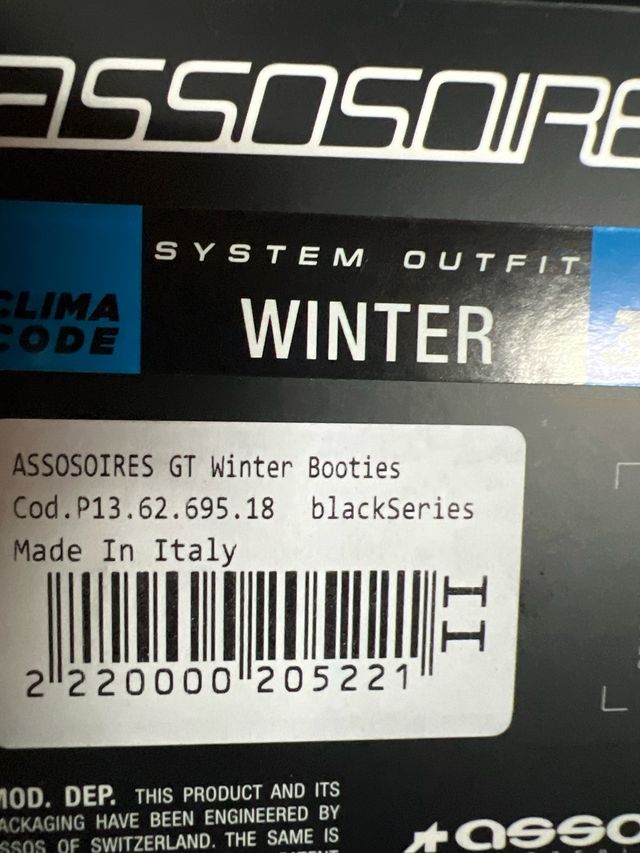 ASSOSOIRE
SYSTEM OUTFIT
CLIMA
CODE
WINTER
ASSOSOIRES GT Winter Booties
Cod.P13.62.695.18 blackSeries
Made In Italy
II
2 220000 205221
MOD. DEP. THIS PRODUCT AND ITS
PACKAGING HAVE BEEN ENGINEERED BY
ASSOS OF SWITZERLAND. THE SAME IS
asso